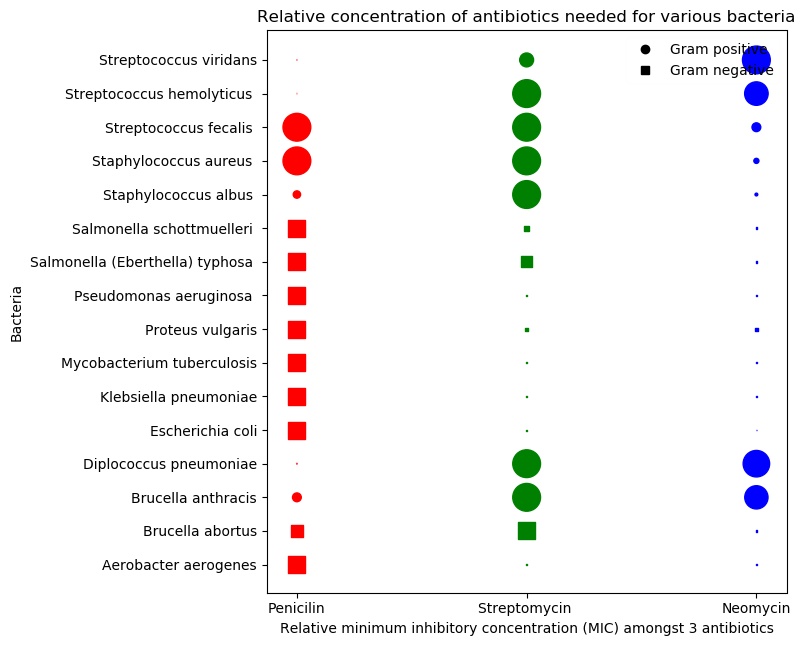 Relative concentration of antibiotics needed for various bacteria
Gram positive
Gram negative
Streptococcus viridans
Streptococcus hemolyticus
Streptococcus fecalis
Staphylococcus aureus
Staphylococcus albus
Salmonella schottmuelleri
Salmonella (Eberthella) typhosa
Pseudomonas aeruginosa
Proteus vulgaris
Mycobacterium tuberculosis
Klebsiella pneumoniae
Escherichia coli
Diplococcus pneumoniae
Brucella anthracis
Brucella abortus
Aerobacter aerogenes
Bacteria
Penicilin Streptomycin Neomycin
Relative minimum inhibitory concentration (MIC) amongst 3 antibiotics